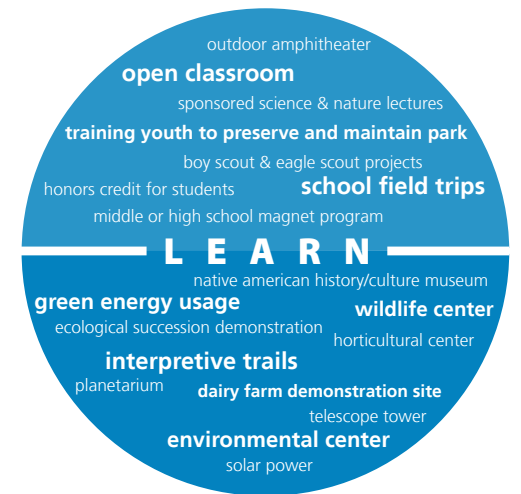 outdoor amphitheater
open classroom
sponsored science & nature lectures
training youth to preserve and maintain park
boy scout & eagle scout projects
honors credit for students
school field trips
middle or high school magnet program
LEARN
native american history/culture museum
green energy usage
wildlife center
ecological succession demonstration
horticultural center
interpretive trails
planetarium
dairy farm demonstration site
telescope tower
environmental center
solar power